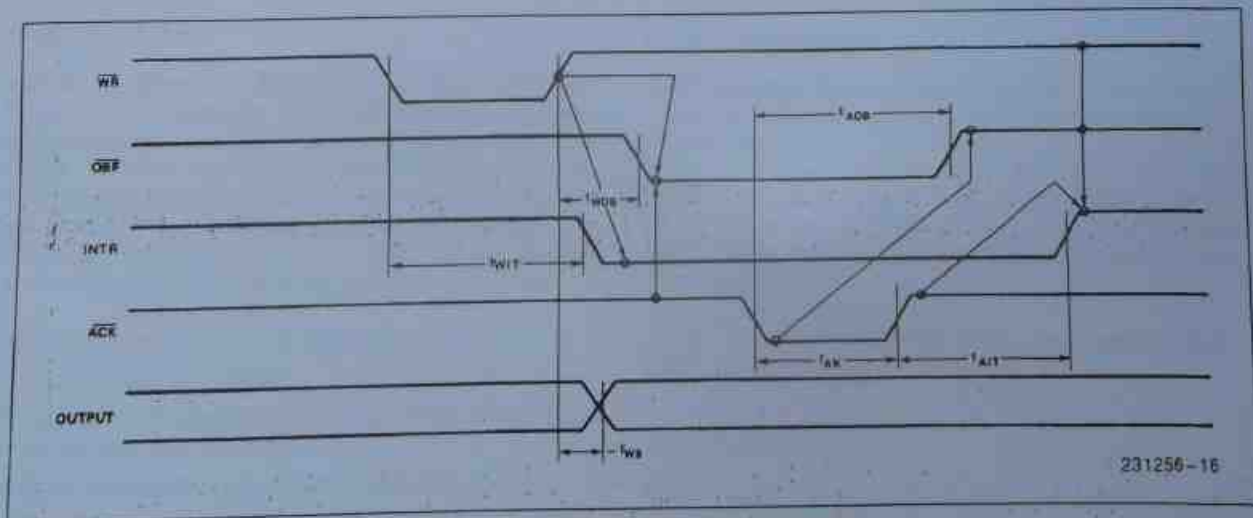 WR
tAOB
OBF
tWOB
INTR
tWIT
ACK
tAK
tAIT
OUTPUT
tWB
231256-16